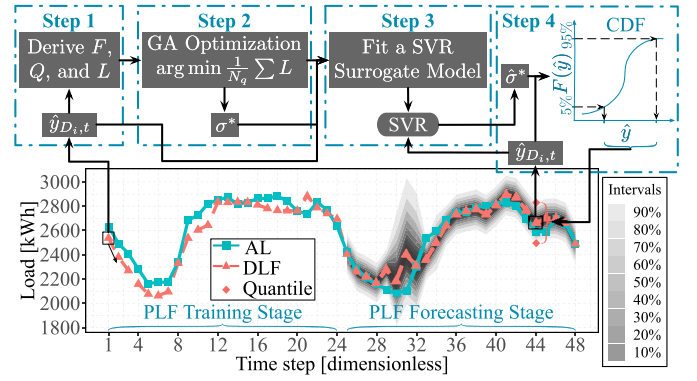 Step 1
Step 2
Step 3
Step 4
Derive F,
Q, and L
GA Optimization
arg min 1/N_q ∑ L
Fit a SVR
Surrogate Model
σ̂*
CDF
95%
F(ŷ)
5%
ŷ
ŷ_{D_i,t}
σ*
SVR
ŷ_{D_i,t}
3000
2800
2600
2400
2200
2000
1800
Load [kWh]
AL
DLF
Quantile
PLF Training Stage
PLF Forecasting Stage
1 4 8 12 16 20 24 28 32 36 40 44 48
Time step [dimensionless]
Intervals
90%
80%
70%
60%
50%
40%
30%
20%
10%